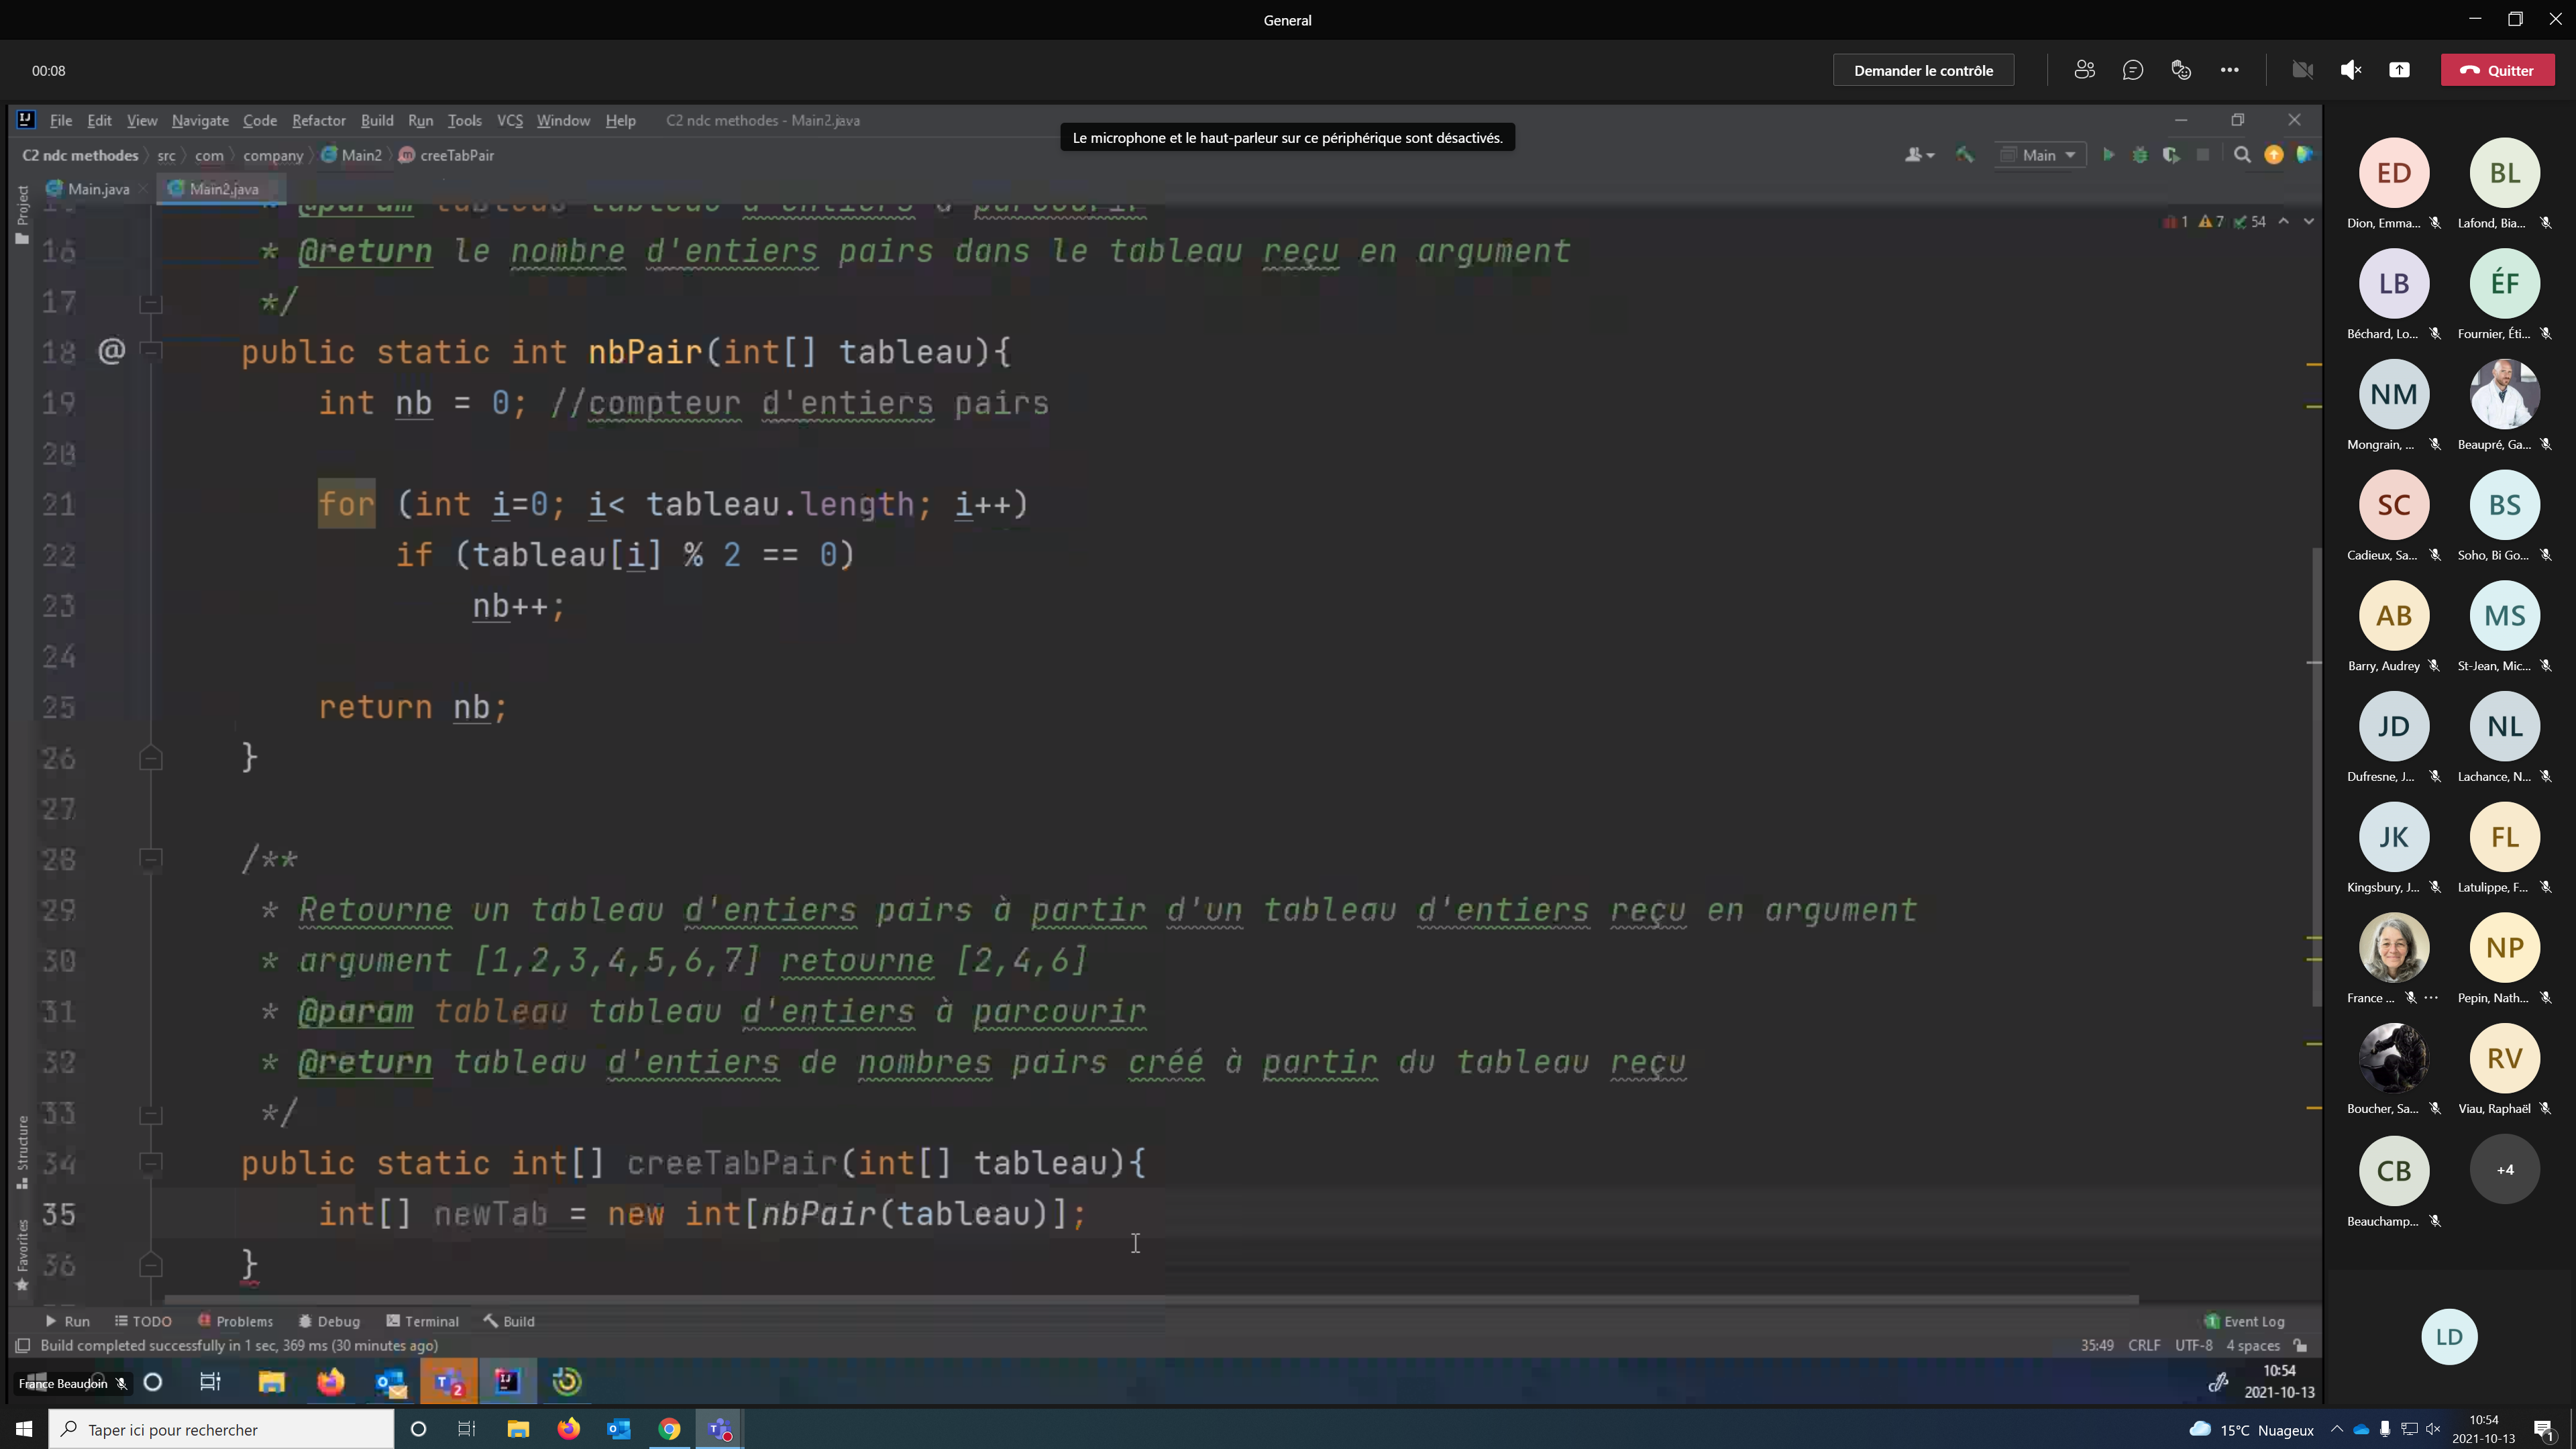 General
00:08
Demander le contrôle
Quitter
File Edit View Navigate Code Refactor Build Run Tools VCS Window Help C2 ndc methodes - Main2.java
Le microphone et le haut-parleur sur ce périphérique sont désactivés.
C2 ndc methodes src com company Main2 creeTabPair
Main
Main.java Main2.java
Project
@param tableau tableau d'entiers à parcourir
1 7 54
16 * @return le nombre d'entiers pairs dans le tableau reçu en argument
17 */
18 @ public static int nbPair(int[] tableau){
19 int nb = 0; //compteur d'entiers pairs
20
21 for (int i=0; i< tableau.length; i++)
22 if (tableau[i] % 2 == 0)
23 nb++;
24
25 return nb;
26 }
27
28 /**
29 * Retourne un tableau d'entiers pairs à partir d'un tableau d'entiers reçu en argument
30 * argument [1,2,3,4,5,6,7] retourne [2,4,6]
31 * @param tableau tableau d'entiers à parcourir
32 * @return tableau d'entiers de nombres pairs créé à partir du tableau reçu
33 */
34 public static int[] creeTabPair(int[] tableau){
35 int[] newTab = new int[nbPair(tableau)];
36 }
Structure
Favorites
Run TODO Problems Debug Terminal Build
1 Event Log
Build completed successfully in 1 sec, 369 ms (30 minutes ago)
35:49 CRLF UTF-8 4 spaces
France Beaudoin
2
10:54
2021-10-13
ED BL
Dion, Emma... Lafond, Bia...
LB ÉF
Béchard, Lo... Fournier, Éti...
NM
Mongrain, ... Beaupré, Ga...
SC BS
Cadieux, Sa... Soho, Bi Go...
AB MS
Barry, Audrey St-Jean, Mic...
JD NL
Dufresne, J... Lachance, N...
JK FL
Kingsbury, J... Latulippe, F...
NP
France ... Pepin, Nath...
RV
Boucher, Sa... Viau, Raphaël
CB +4
Beauchamp...
LD
Taper ici pour rechercher
15°C Nuageux
10:54
2021-10-13
1